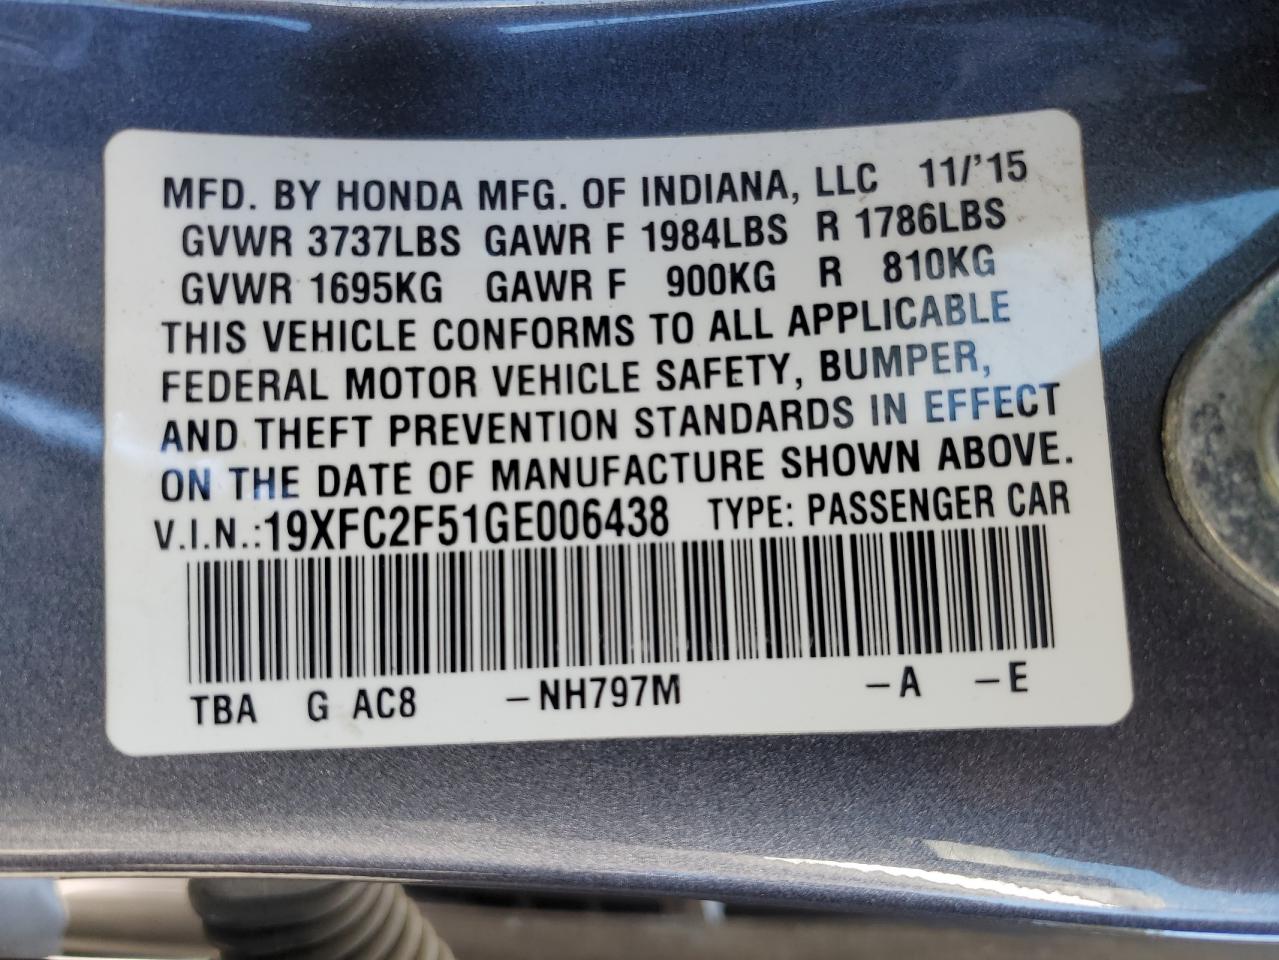 MFD. BY HONDA MFG. OF INDIANA, LLC 11/'15
GVWR 3737LBS GAWR F 1984LBS R 1786LBS
GVWR 1695KG GAWR F 900KG R 810KG
THIS VEHICLE CONFORMS TO ALL APPLICABLE
FEDERAL MOTOR VEHICLE SAFETY, BUMPER,
AND THEFT PREVENTION STANDARDS IN EFFECT
ON THE DATE OF MANUFACTURE SHOWN ABOVE.
V.I.N.:19XFC2F51GE006438 TYPE: PASSENGER CAR
TBA G AC8 –NH797M –A –E